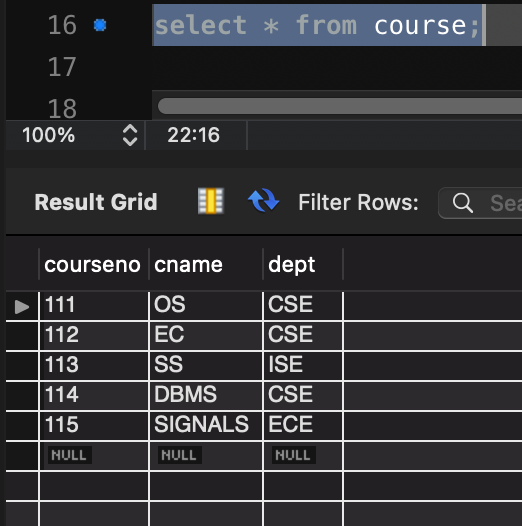 16 select * from course;
17
18
100% 22:16
Result Grid Filter Rows: Sea
courseno cname dept
111 OS CSE
112 EC CSE
113 SS ISE
114 DBMS CSE
115 SIGNALS ECE
NULL NULL NULL